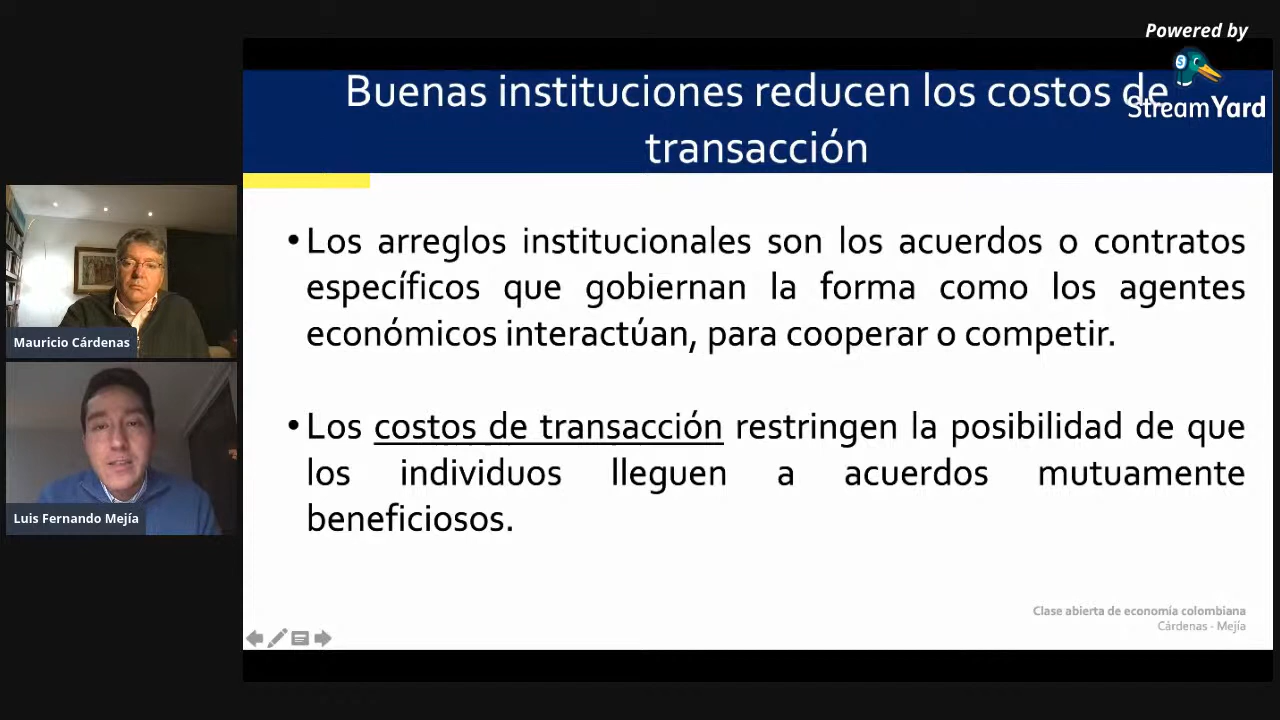 Powered by
StreamYard
Buenas instituciones reducen los costos de
transacción
• Los arreglos institucionales son los acuerdos o contratos
específicos que gobiernan la forma como los agentes
económicos interactúan, para cooperar o competir.
• Los costos de transacción restringen la posibilidad de que
los individuos lleguen a acuerdos mutuamente
beneficiosos.
Mauricio Cárdenas
Luis Fernando Mejía
Clase abierta de economía colombiana
Cárdenas - Mejía